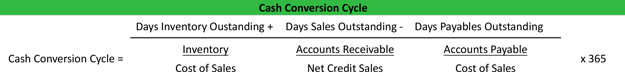 Cash Conversion Cycle
Days Inventory Oustanding + Days Sales Outstanding - Days Payables Outstanding
Inventory Accounts Receivable Accounts Payable
Cash Conversion Cycle = x 365
Cost of Sales Net Credit Sales Cost of Sales